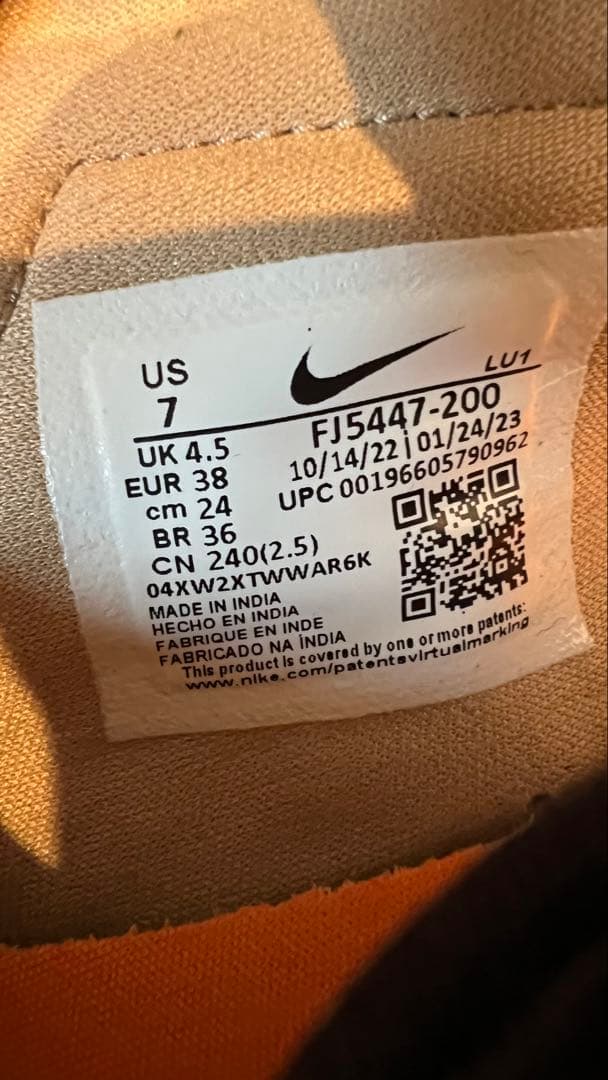 US
7
LU1
UK 4.5
EUR 38
cm 24
BR 36
CN 240(2.5)
FJ5447-200
10/14/22 | 01/24/23
UPC 00196605790962
04XW2XTWWAR6K
MADE IN INDIA
HECHO EN INDIA
FABRIQUE EN INDE
FABRICADO NA ÍNDIA
This product is covered by one or more patents:
www.nike.com/patentsvirtualmarking